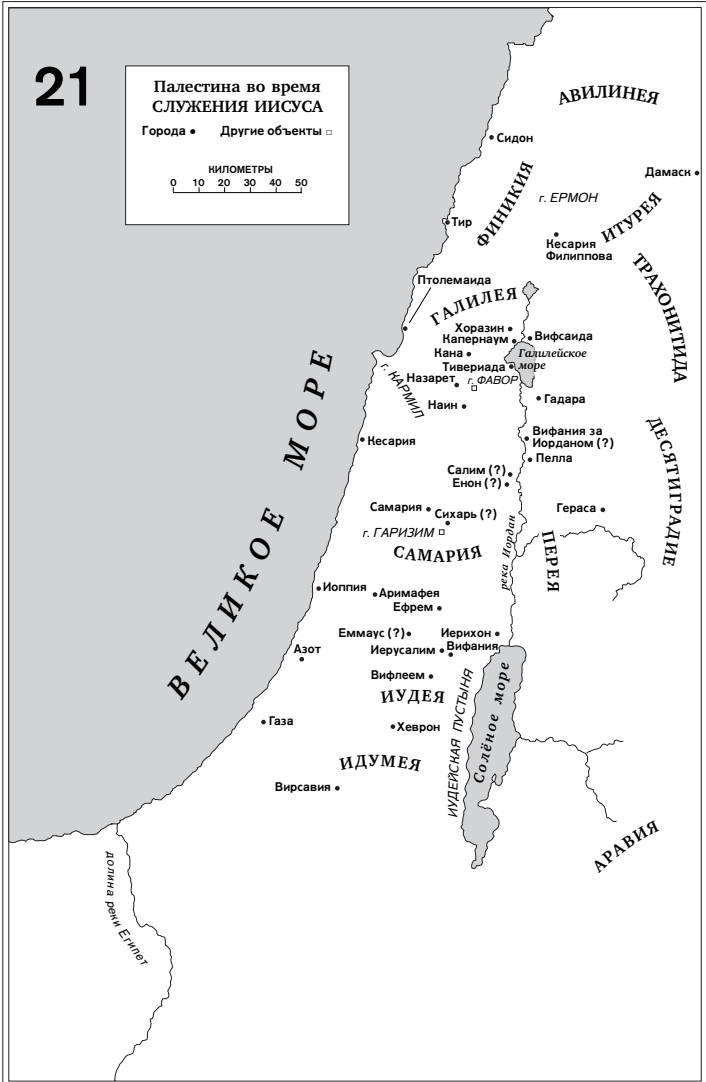 21
Палестина во время
СЛУЖЕНИЯ ИИСУСА
Города
Другие объекты
КИЛОМЕТРЫ
0 10 20 30 40 50
АВИЛИНЕЯ
Сидон
Дамаск
ФИНИКИЯ
г. ЕРМОН
ИТУРЕЯ
Тир
Кесария
Филиппова
ТРАХОНИТИДА
Птолемаида
ГАЛИЛЕЯ
Хоразин
Капернаум
Вифсаида
Кана
Галилейское
море
Тивериада
Назарет
г. ФАВОР
г. КАРМИЛ
Наин
Гадара
ВЕЛИКОЕ МОРЕ
Кесария
Вифания за
Иорданом (?)
Пелла
ДЕСЯТИГРАДИЕ
Салим (?)
Енон (?)
Самария
Сихарь (?)
Гераса
г. ГАРИЗИМ
САМАРИЯ
река Иордан
ПЕРЕЯ
Иоппия
Аримафея
Ефрем
Еммаус (?)
Иерихон
Иерусалим
Вифания
Азот
Вифлеем
ИУДЕЯ
ИУДЕЙСКАЯ ПУСТЫНЯ
Солёное море
Газа
Хеврон
ИДУМЕЯ
Вирсавия
АРАВИЯ
долина реки Египет